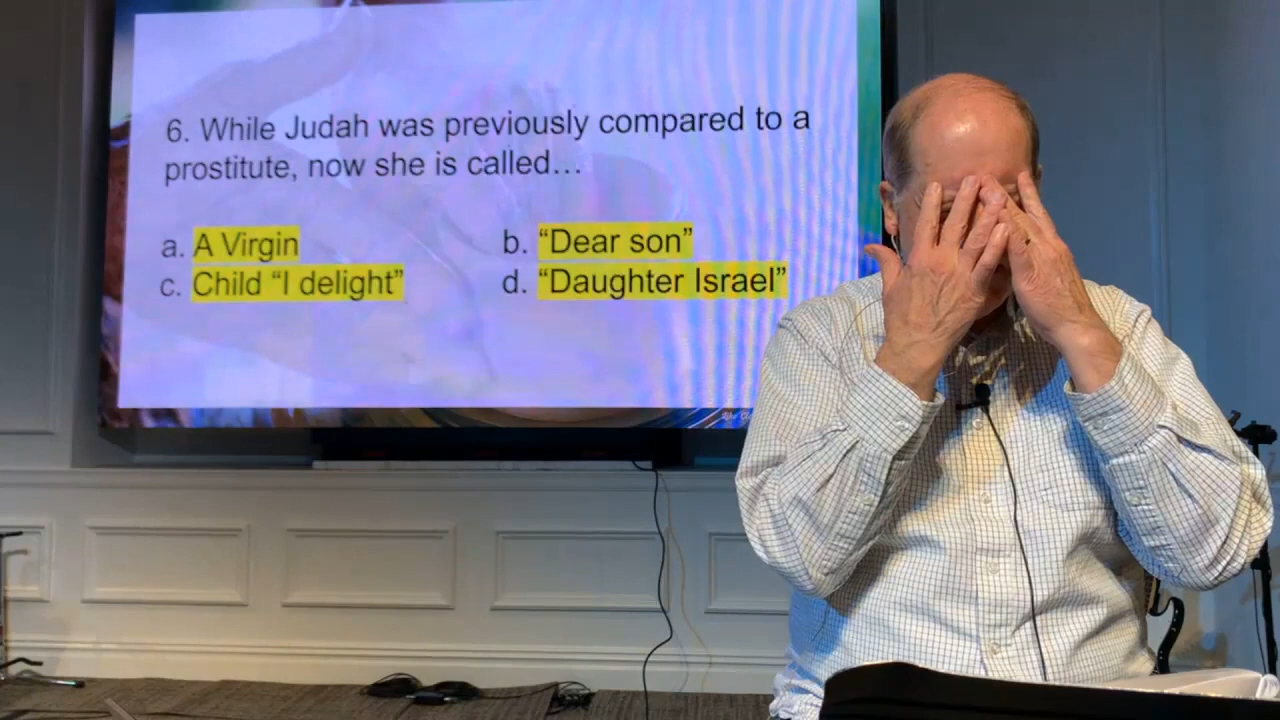 6. While Judah was previously compared to a
prostitute, now she is called…
a. A Virgin b. “Dear son”
c. Child “I delight” d. “Daughter Israel”